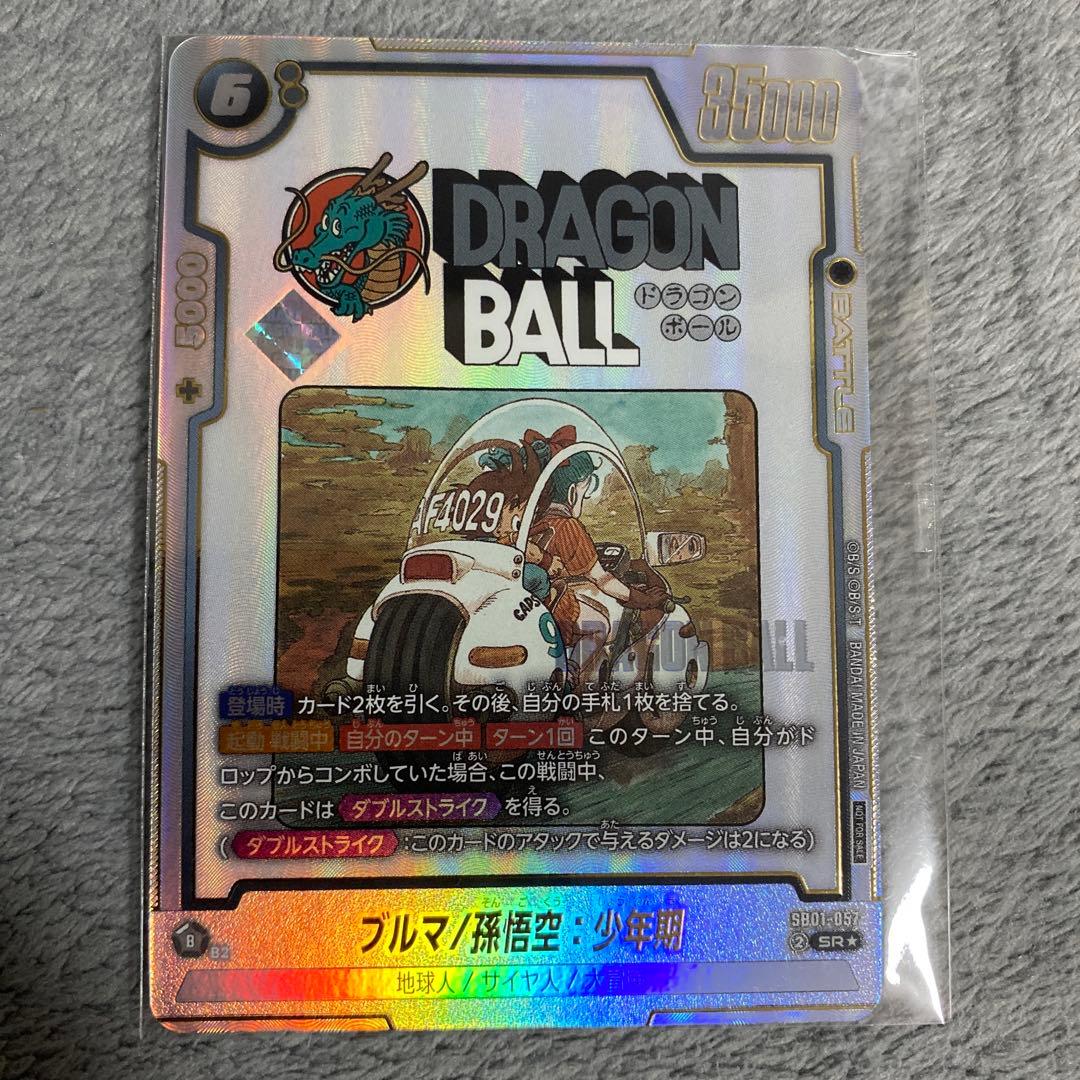 6
35000
+ 5000
DRAGON
BALL
ドラゴン
ボール
BATTLE
F4029
CAPS
9
DRAGON BALL
登場時 カード2枚を引く。その後、自分の手札1枚を捨てる。
起動 戦闘中 自分のターン中 ターン1回 このターン中、自分がド
ロップからコンボしていた場合、この戦闘中、
このカードは ダブルストライク を得る。
( ダブルストライク :このカードのアタックで与えるダメージは2になる)
©B/S ©B/S・T BANDAI MADE IN JAPAN NOT FOR SALE
ブルマ/孫悟空:少年期
SB01-057
② SR★
B
B2
地球人 / サイヤ人 /